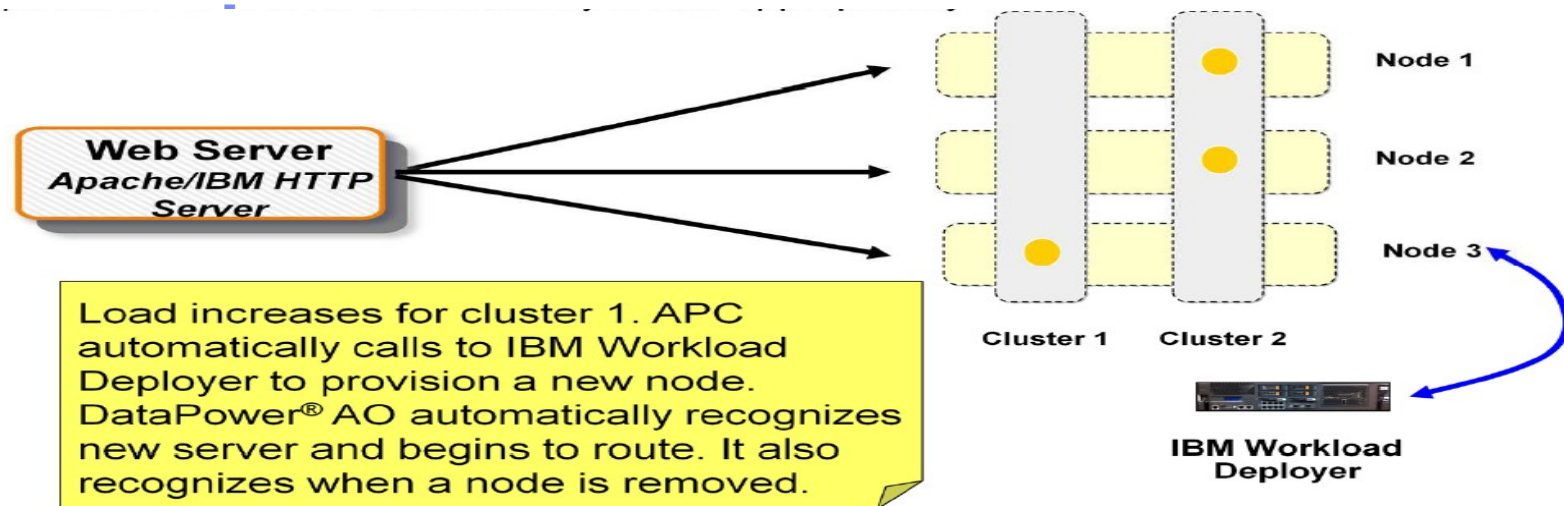 Node 1
Web Server
Apache/IBM HTTP
Server
Node 2
Node 3
Load increases for cluster 1. APC
automatically calls to IBM Workload
Deployer to provision a new node.
DataPower® AO automatically recognizes
new server and begins to route. It also
recognizes when a node is removed.
Cluster 1
Cluster 2
IBM Workload
Deployer